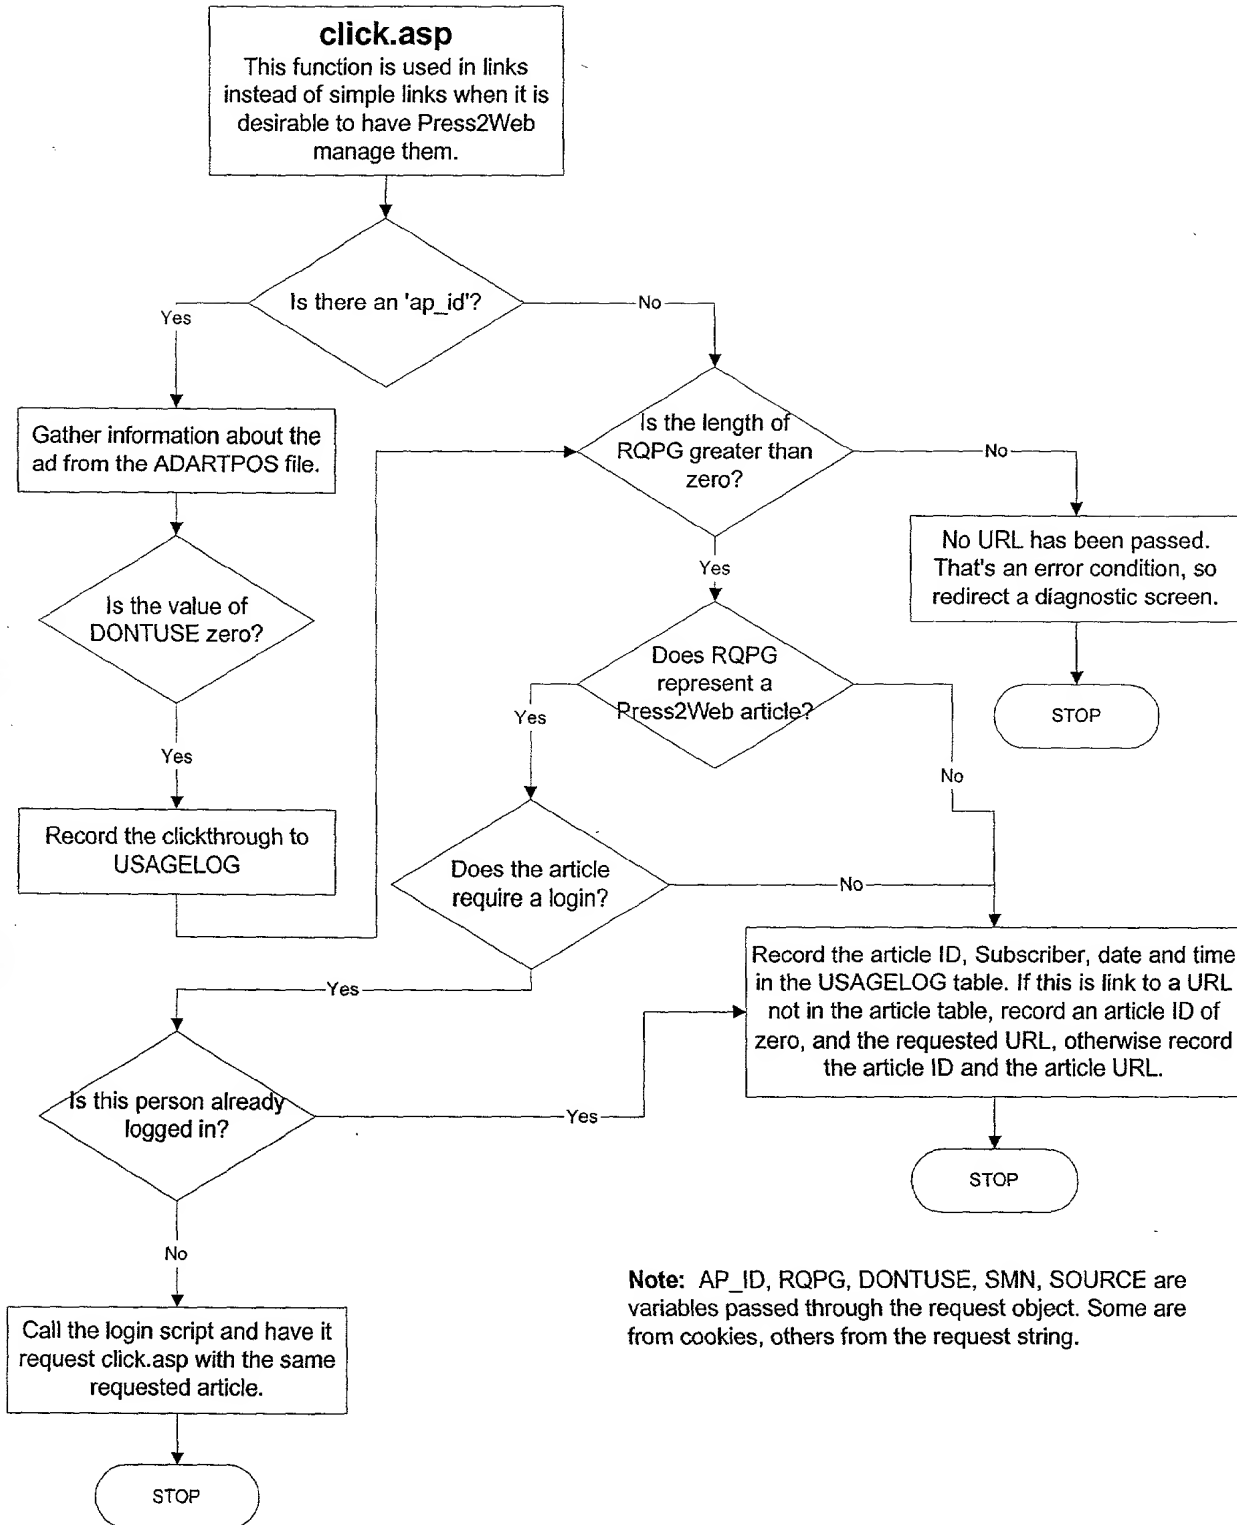 click.asp
This function is used in links
instead of simple links when it is
desirable to have Press2Web
manage them.
Is there an 'ap_id'?
No
Yes
Gather information about the
ad from the ADARTPOS file.
Is the length of
RQPG greater than
zero?
No
No URL has been passed.
That's an error condition, so
redirect a diagnostic screen.
STOP
Yes
Is the value of
DONTUSE zero?
Yes
Record the clickthrough to
USAGELOG
Does RQPG
represent a
Press2Web article?
Yes
No
Does the article
require a login?
No
Yes
Record the article ID, Subscriber, date and time
in the USAGELOG table. If this is link to a URL
not in the article table, record an article ID of
zero, and the requested URL, otherwise record
the article ID and the article URL.
STOP
Is this person already
logged in?
Yes
No
Call the login script and have it
request click.asp with the same
requested article.
STOP
Note: AP_ID, RQPG, DONTUSE, SMN, SOURCE are
variables passed through the request object. Some are
from cookies, others from the request string.